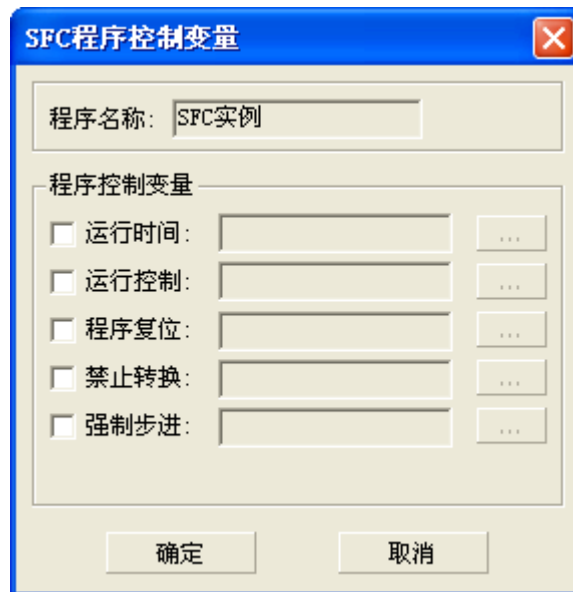 SFC程序控制变量
程序名称: SFC实例
程序控制变量
运行时间: ...
运行控制: ...
程序复位: ...
禁止转换: ...
强制步进: ...
确定 取消